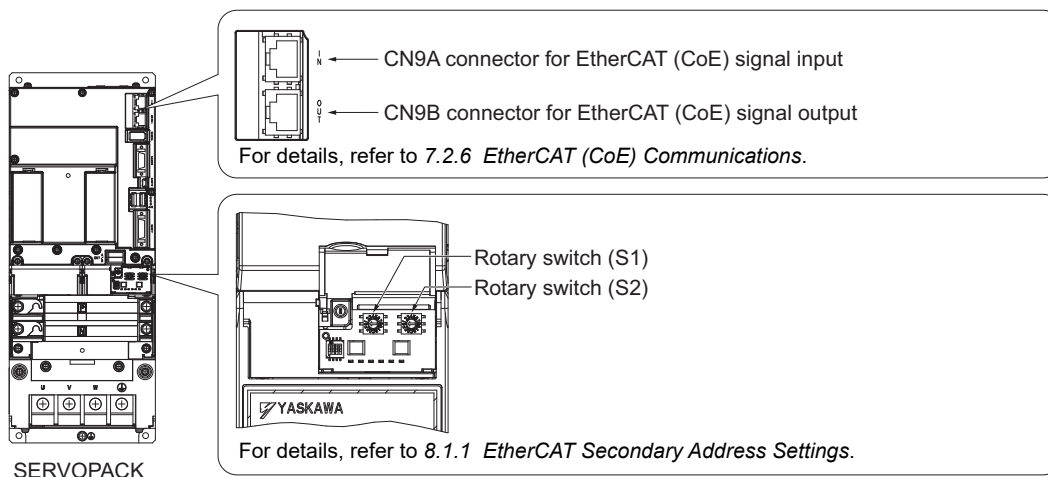 I
N
CN9A connector for EtherCAT (CoE) signal input
O
U
T
CN9B connector for EtherCAT (CoE) signal output
For details, refer to 7.2.6 EtherCAT (CoE) Communications.
Rotary switch (S1)
Rotary switch (S2)
YASKAWA
For details, refer to 8.1.1 EtherCAT Secondary Address Settings.
U V W
SERVOPACK